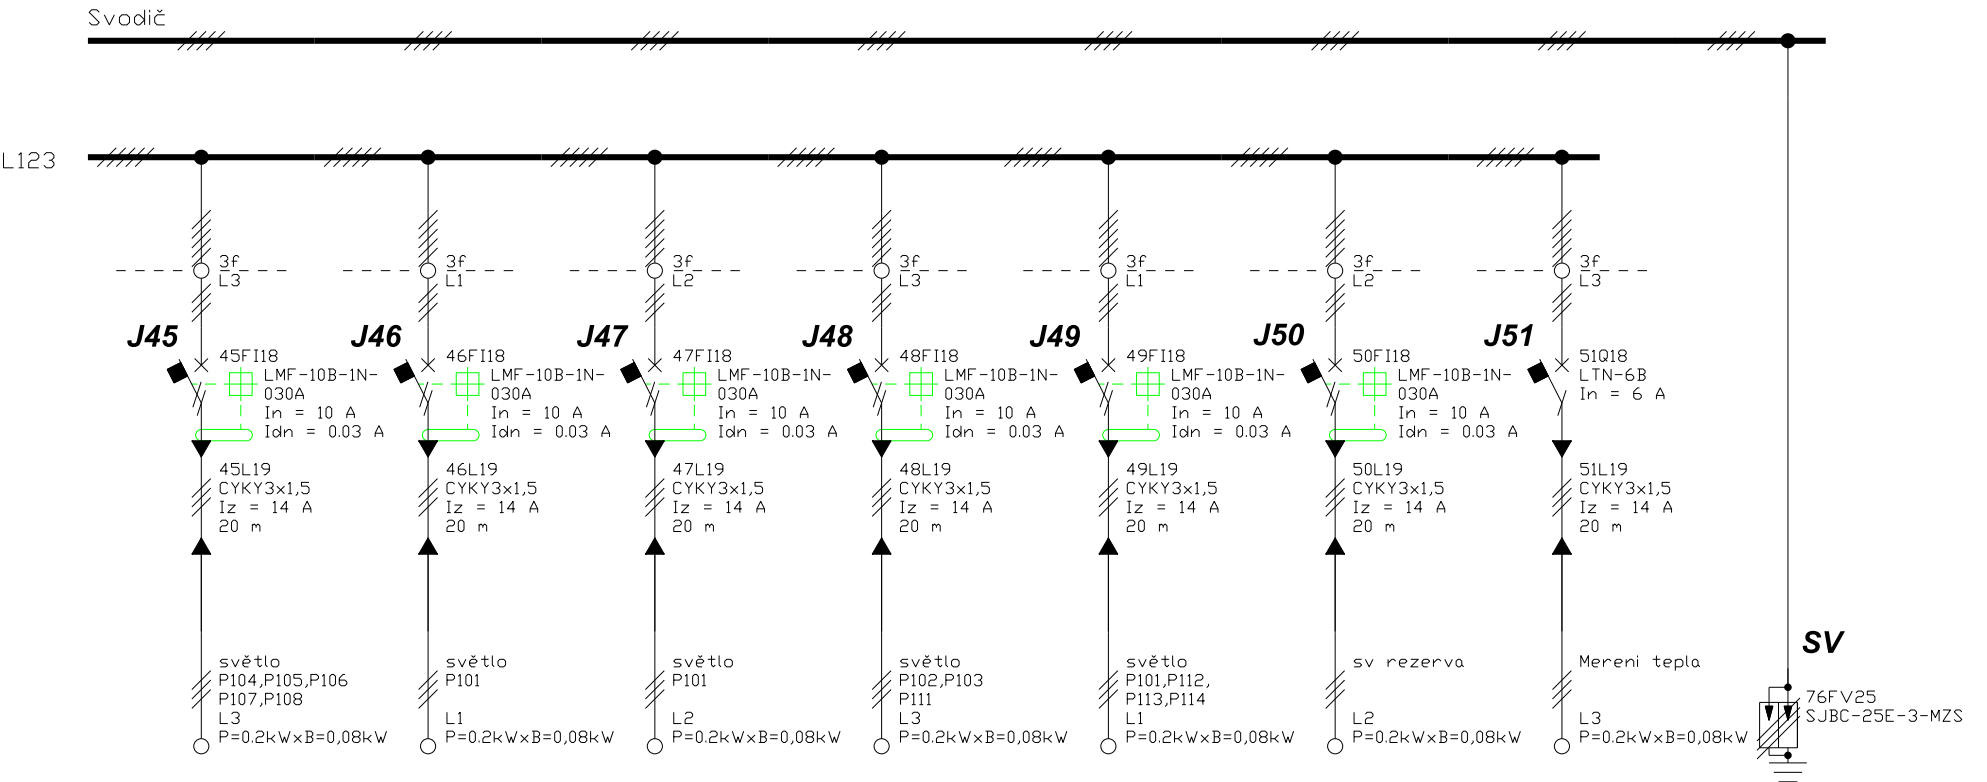 Svodič
L123
3f
L3
J45
45FI18
LMF-10B-1N-
030A
In = 10 A
Idn = 0.03 A
45L19
CYKY3x1,5
Iz = 14 A
20 m
světlo
P104,P105,P106
P107,P108
L3
P=0.2kWxB=0,08kW
3f
L1
J46
46FI18
LMF-10B-1N-
030A
In = 10 A
Idn = 0.03 A
46L19
CYKY3x1,5
Iz = 14 A
20 m
světlo
P101
L1
P=0.2kWxB=0,08kW
3f
L2
J47
47FI18
LMF-10B-1N-
030A
In = 10 A
Idn = 0.03 A
47L19
CYKY3x1,5
Iz = 14 A
20 m
světlo
P101
L2
P=0.2kWxB=0,08kW
3f
L3
J48
48FI18
LMF-10B-1N-
030A
In = 10 A
Idn = 0.03 A
48L19
CYKY3x1,5
Iz = 14 A
20 m
světlo
P102,P103
P111
L3
P=0.2kWxB=0,08kW
3f
L1
J49
49FI18
LMF-10B-1N-
030A
In = 10 A
Idn = 0.03 A
49L19
CYKY3x1,5
Iz = 14 A
20 m
světlo
P101,P112,
P113,P114
L1
P=0.2kWxB=0,08kW
3f
L2
J50
50FI18
LMF-10B-1N-
030A
In = 10 A
Idn = 0.03 A
50L19
CYKY3x1,5
Iz = 14 A
20 m
sv rezerva
L2
P=0.2kWxB=0,08kW
3f
L3
J51
51Q18
LTN-6B
In = 6 A
51L19
CYKY3x1,5
Iz = 14 A
20 m
Mereni tepla
L3
P=0.2kWxB=0,08kW
SV
76FV25
SJBC-25E-3-MZS